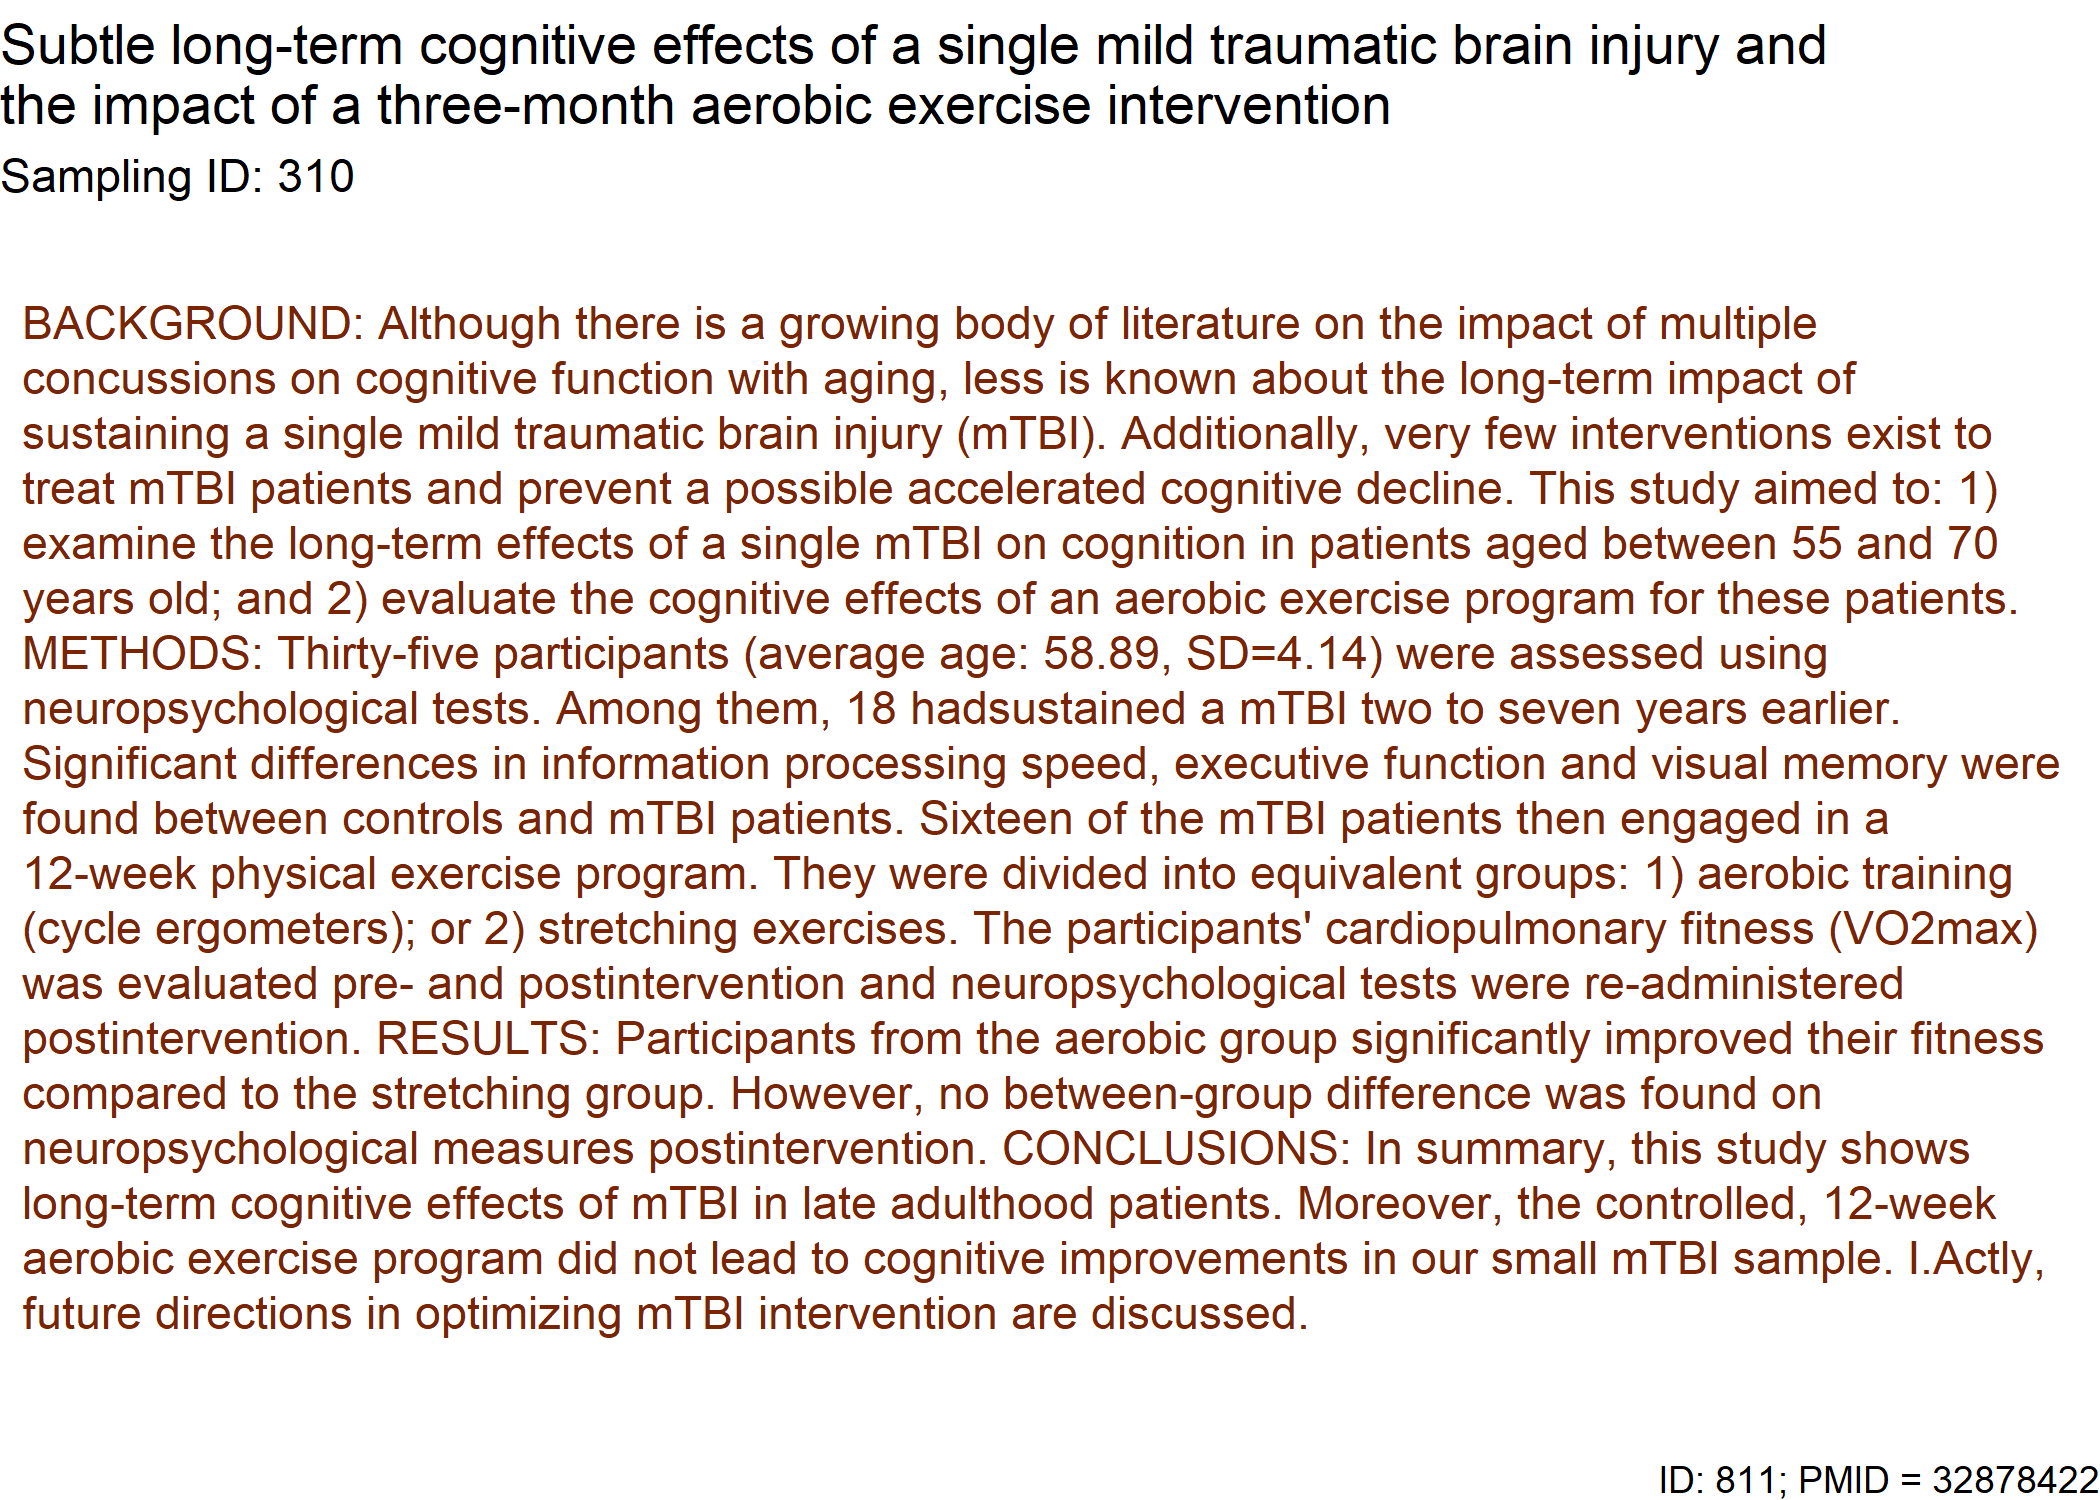 Subtle long-term cognitive effects of a single mild traumatic brain injury and
the impact of a three-month aerobic exercise intervention
Sampling ID: 310
BACKGROUND: Although there is a growing body of literature on the impact of multiple
concussions on cognitive function with aging, less is known about the long-term impact of
sustaining a single mild traumatic brain injury (mTBI). Additionally, very few interventions exist to
treat mTBI patients and prevent a possible accelerated cognitive decline. This study aimed to: 1)
examine the long-term effects of a single mTBI on cognition in patients aged between 55 and 70
years old; and 2) evaluate the cognitive effects of an aerobic exercise program for these patients.
METHODS: Thirty-five participants (average age: 58.89, SD=4.14) were assessed using
neuropsychological tests. Among them, 18 hadsustained a mTBI two to seven years earlier.
Significant differences in information processing speed, executive function and visual memory were
found between controls and mTBI patients. Sixteen of the mTBI patients then engaged in a
12-week physical exercise program. They were divided into equivalent groups: 1) aerobic training
(cycle ergometers); or 2) stretching exercises. The participants' cardiopulmonary fitness (VO2max)
was evaluated pre- and postintervention and neuropsychological tests were re-administered
postintervention. RESULTS: Participants from the aerobic group significantly improved their fitness
compared to the stretching group. However, no between-group difference was found on
neuropsychological measures postintervention. CONCLUSIONS: In summary, this study shows
long-term cognitive effects of mTBI in late adulthood patients. Moreover, the controlled, 12-week
aerobic exercise program did not lead to cognitive improvements in our small mTBI sample. I.Actly,
future directions in optimizing mTBI intervention are discussed.
ID: 811; PMID = 32878422